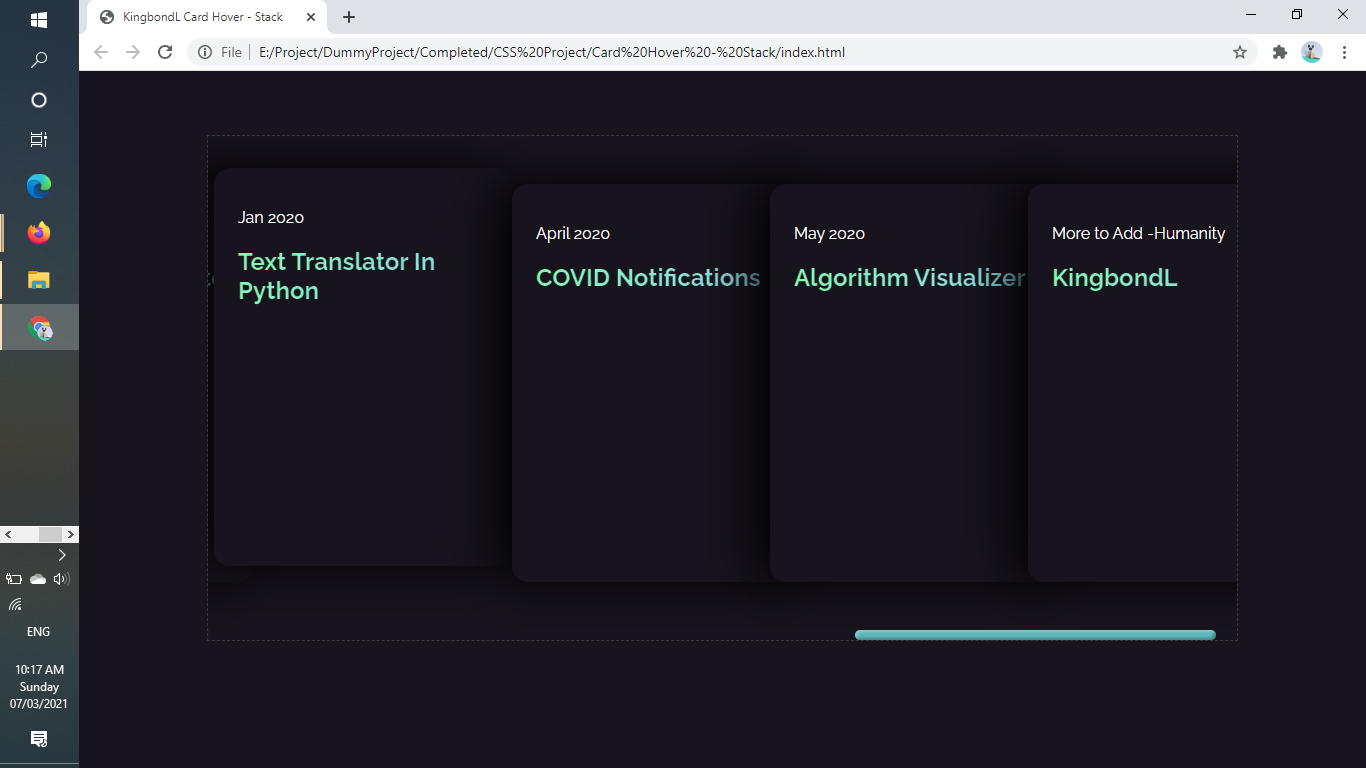 KingbondL Card Hover - Stack
File
E:/Project/DummyProject/Completed/CSS%20Project/Card%20Hover%20-%20Stack/index.html
Jan 2020
Text Translator In
Python
April 2020
COVID Notifications
May 2020
Algorithm Visualizer
More to Add -Humanity
KingbondL
ENG
10:17 AM
Sunday
07/03/2021